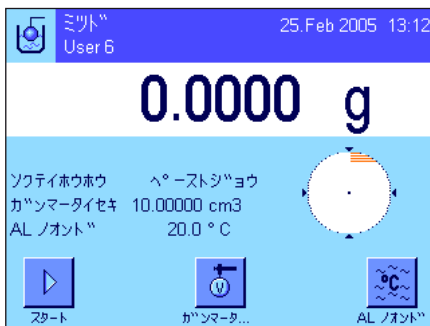 ミツド゛
25.Feb 2005 13:12
User 6
0.0000 g
ソクテイホウホウ ヘ゜ーストジョウ
ガンマータイセキ 10.00000 cm3
AL ノオンド 20.0 °C
V
°C
スタート
ガンマータ...
AL ノオンド